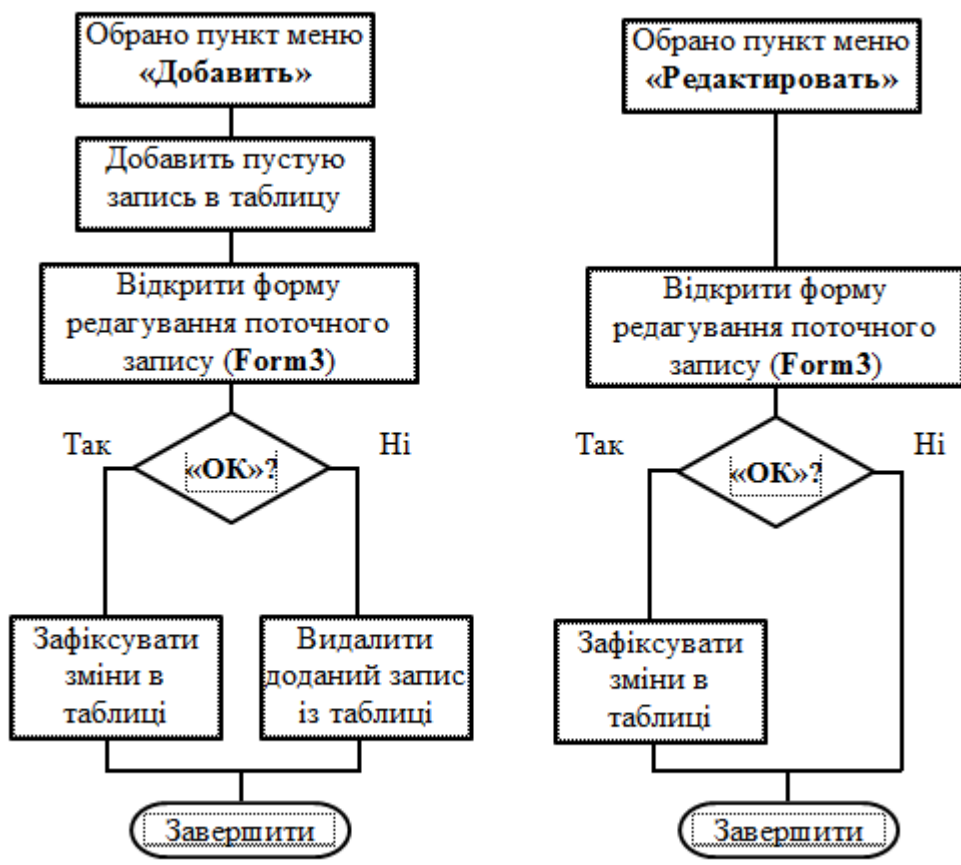 Обрано пункт меню
«Добавить»
Добавить пустую
запись в таблицу
Відкрити форму
редагування поточного
запису (Form3)
Так
Ні
«ОК»?
Зафіксувати
зміни в
таблиці
Видалити
доданий запис
із таблиці
Завершити
Обрано пункт меню
«Редактировать»
Відкрити форму
редагування поточного
запису (Form3)
Так
Ні
«ОК»?
Зафіксувати
зміни в
таблиці
Завершити